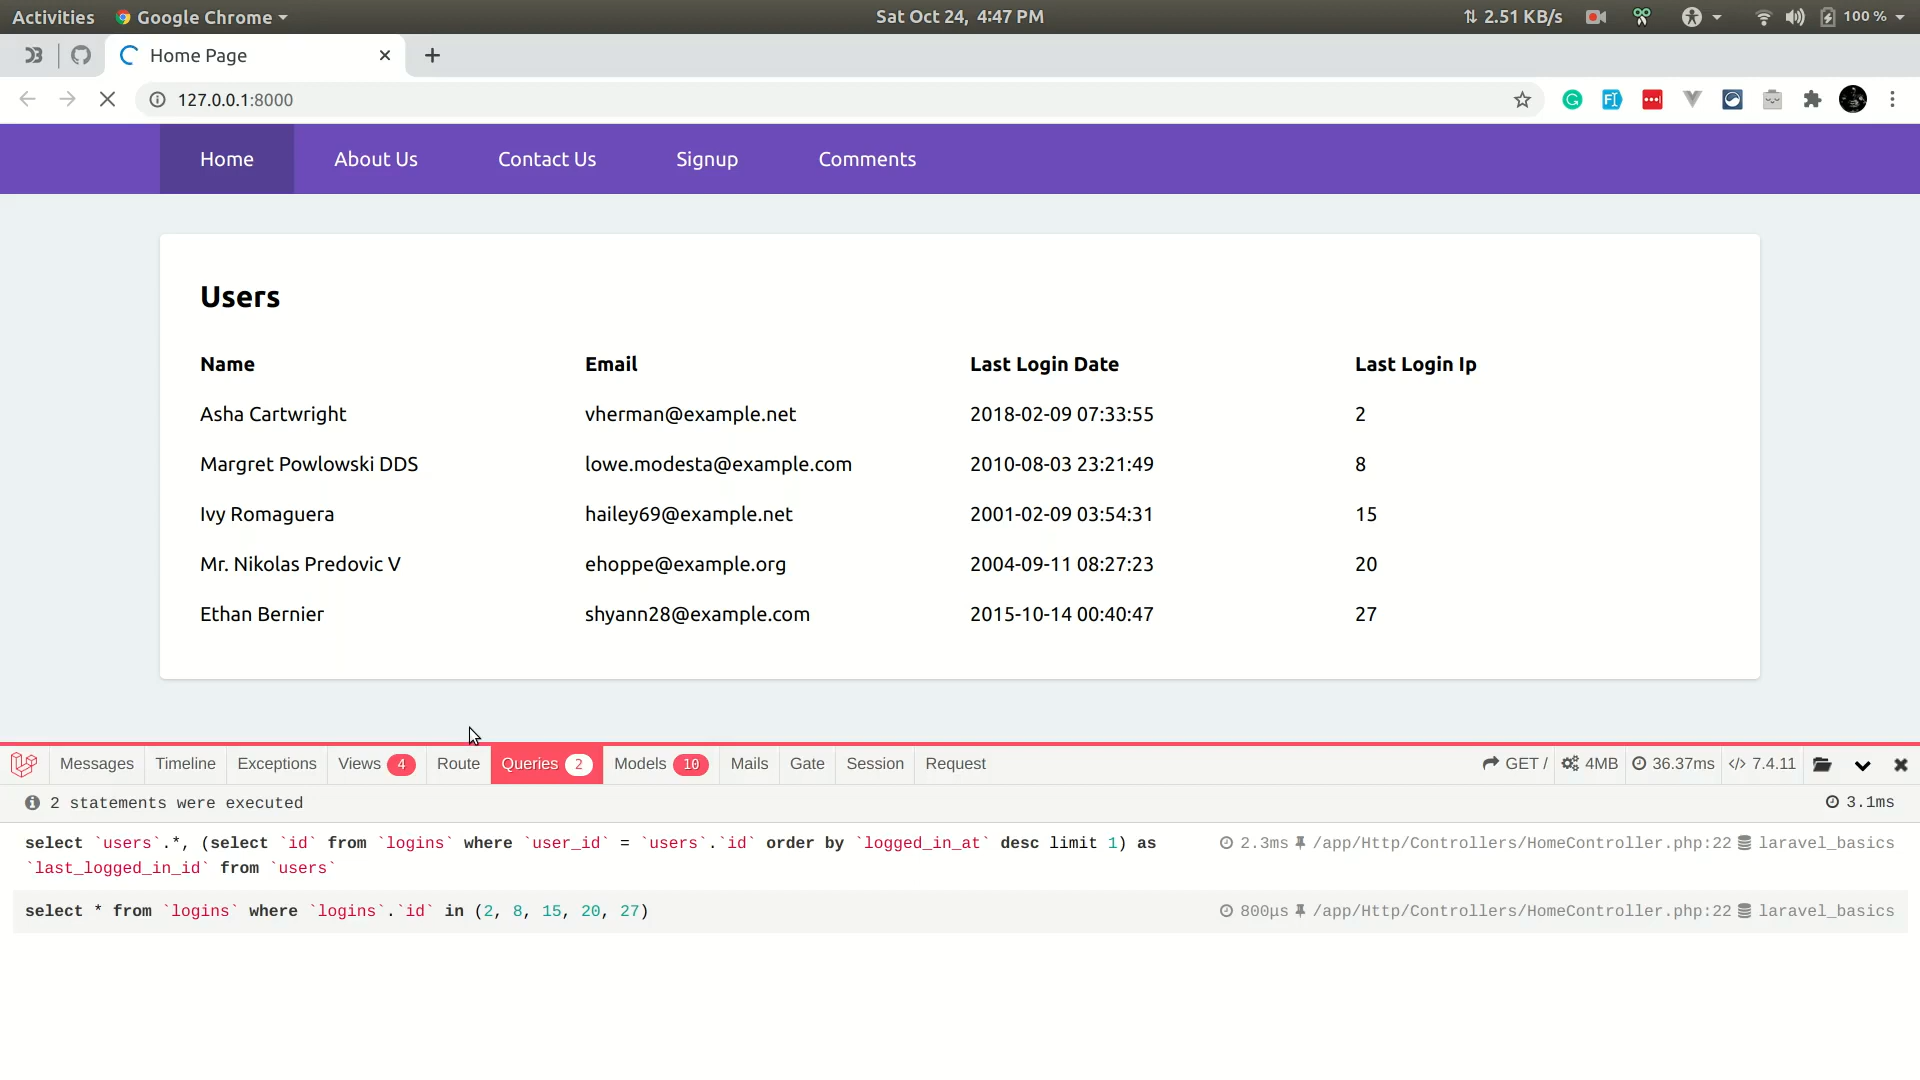 Activities Google Chrome Sat Oct 24, 4:47 PM 2.51 KB/s 100 %
Home Page
127.0.0.1:8000
Home About Us Contact Us Signup Comments
Users
Name Email Last Login Date Last Login Ip
Asha Cartwright vherman@example.net 2018-02-09 07:33:55 2
Margret Powlowski DDS lowe.modesta@example.com 2010-08-03 23:21:49 8
Ivy Romaguera hailey69@example.net 2001-02-09 03:54:31 15
Mr. Nikolas Predovic V ehoppe@example.org 2004-09-11 08:27:23 20
Ethan Bernier shyann28@example.com 2015-10-14 00:40:47 27
Messages Timeline Exceptions Views 4 Route Queries 2 Models 10 Mails Gate Session Request GET / 4MB 36.37ms 7.4.11
2 statements were executed 3.1ms
select `users`.*, (select `id` from `logins` where `user_id` = `users`.`id` order by `logged_in_at` desc limit 1) as 2.3ms /app/Http/Controllers/HomeController.php:22 laravel_basics
`last_logged_in_id` from `users`
select * from `logins` where `logins`.`id` in (2, 8, 15, 20, 27) 800μs /app/Http/Controllers/HomeController.php:22 laravel_basics